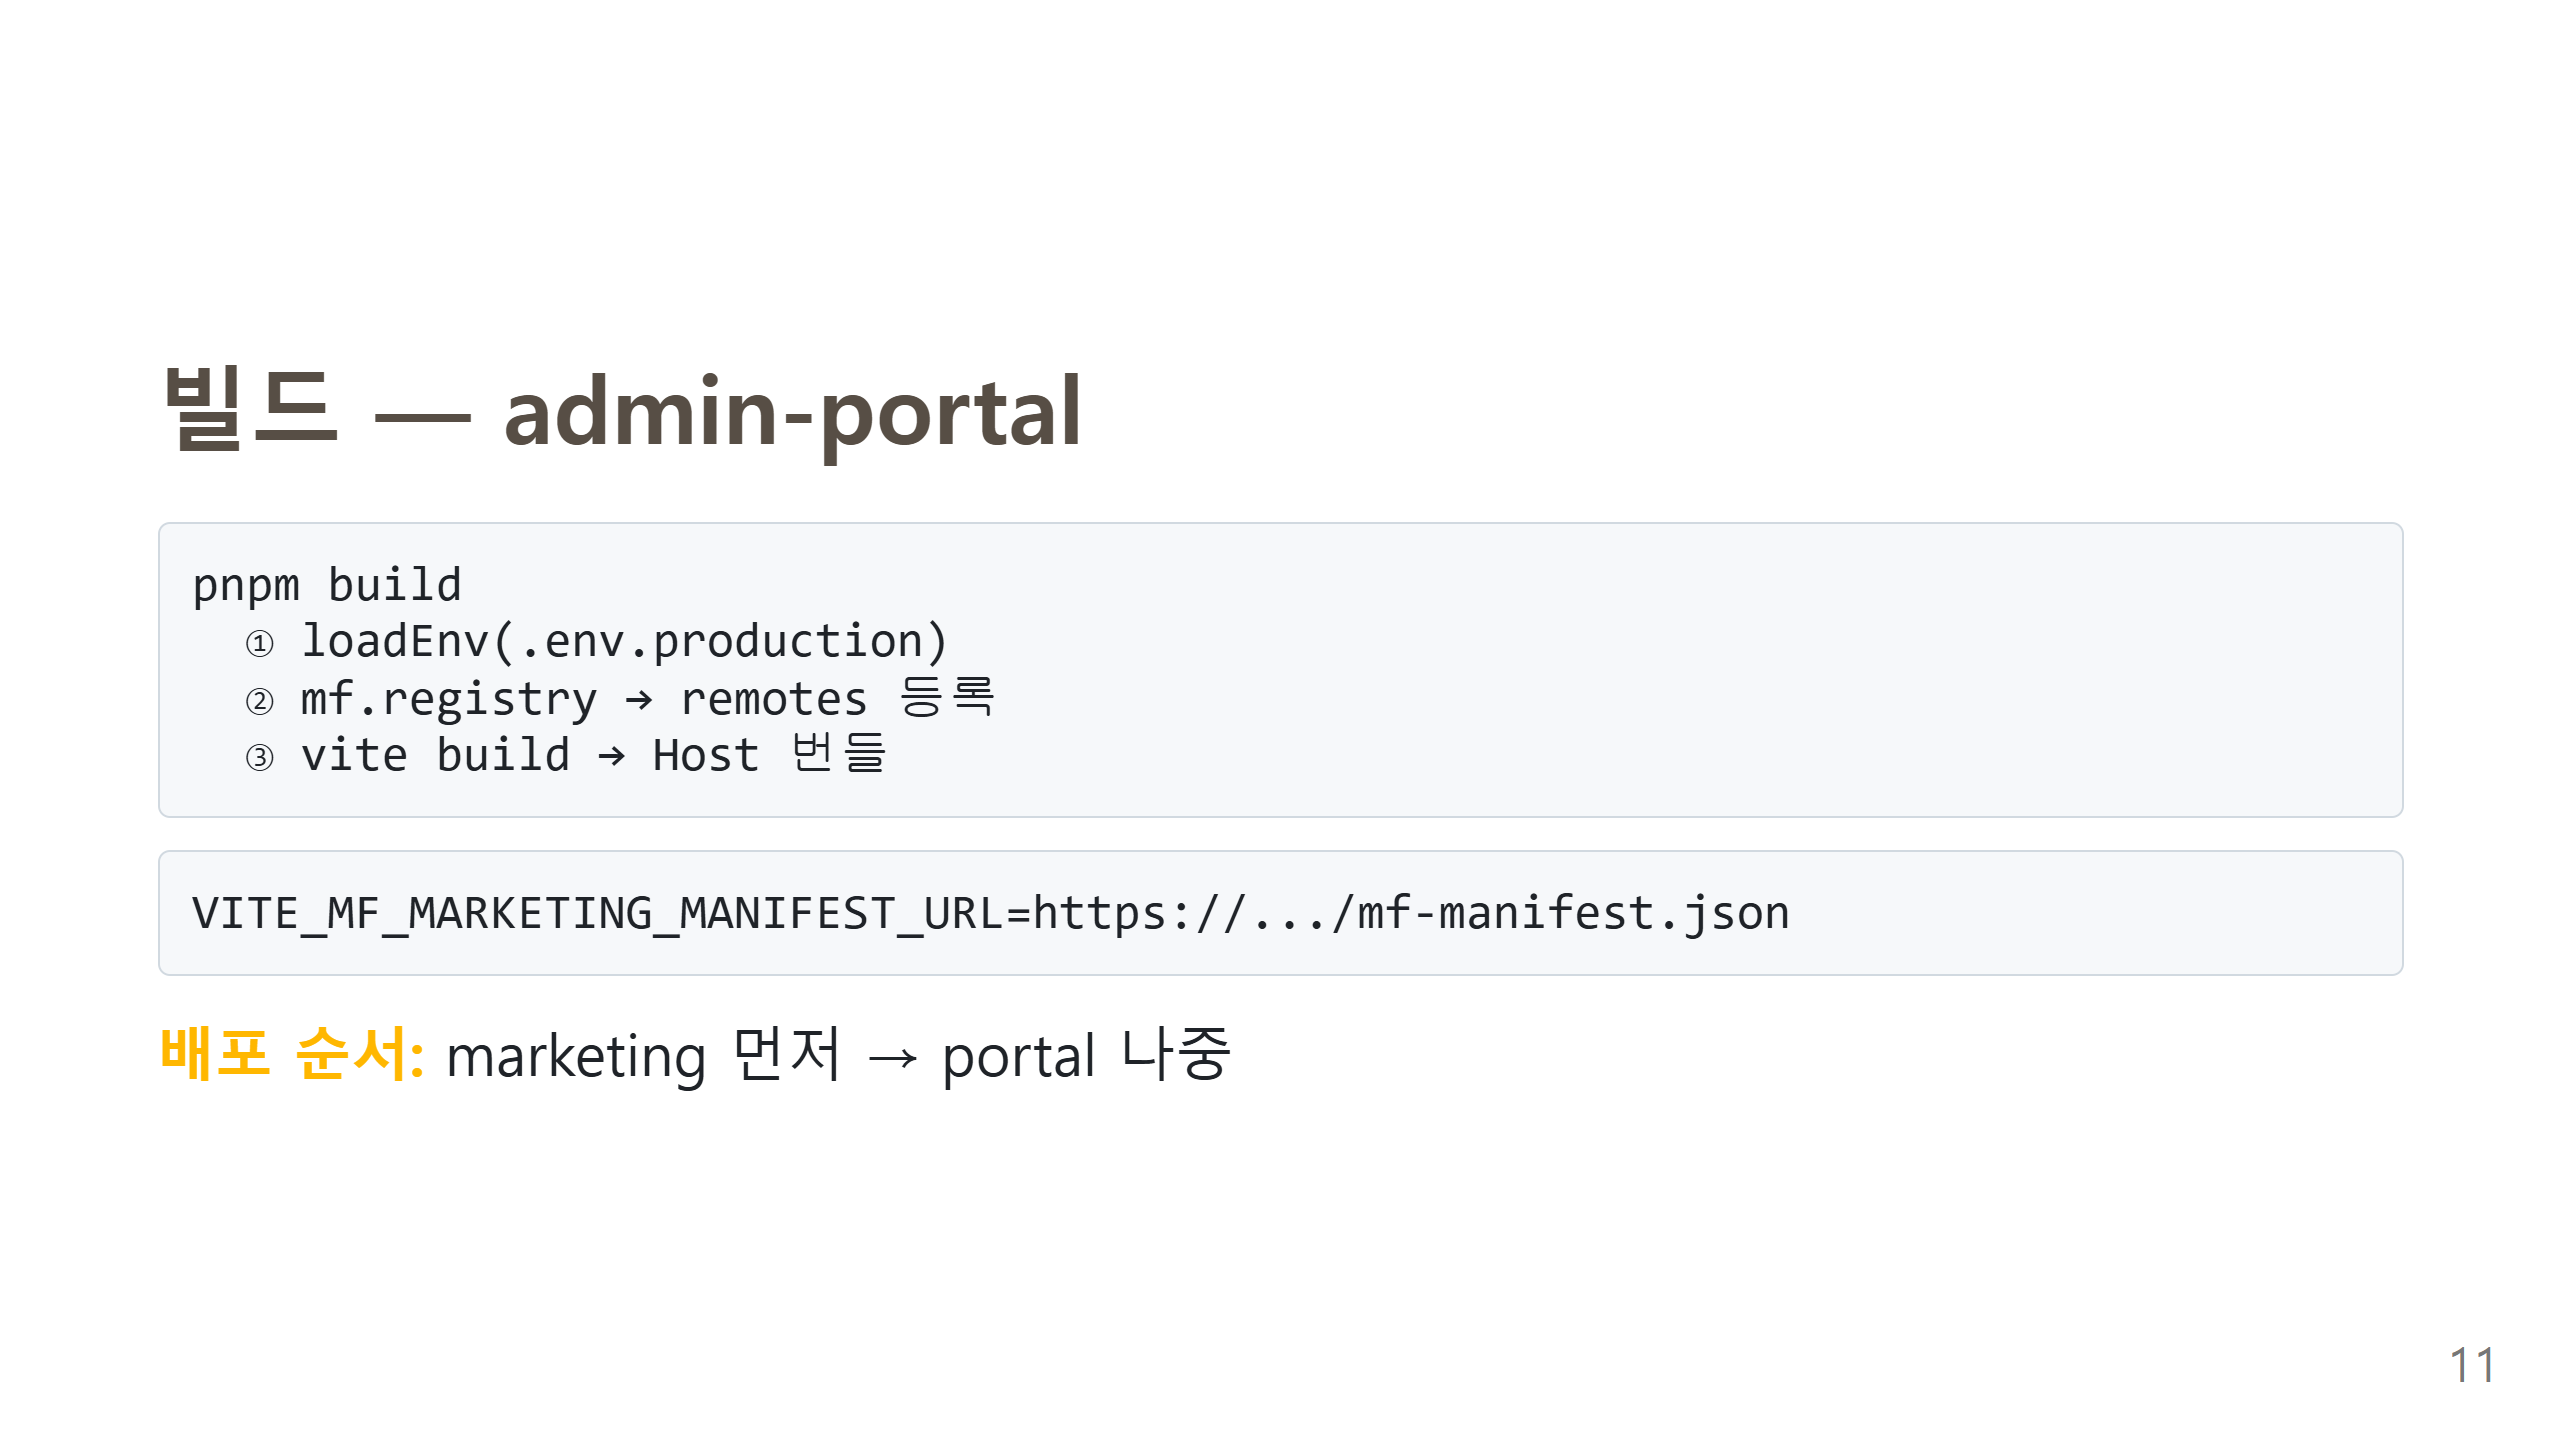 빌드 — admin-portal
pnpm build
① loadEnv(.env.production)
② mf.registry → remotes 등록
③ vite build → Host 번들
VITE_MF_MARKETING_MANIFEST_URL=https://.../mf-manifest.json
배포 순서: marketing 먼저 → portal 나중
11